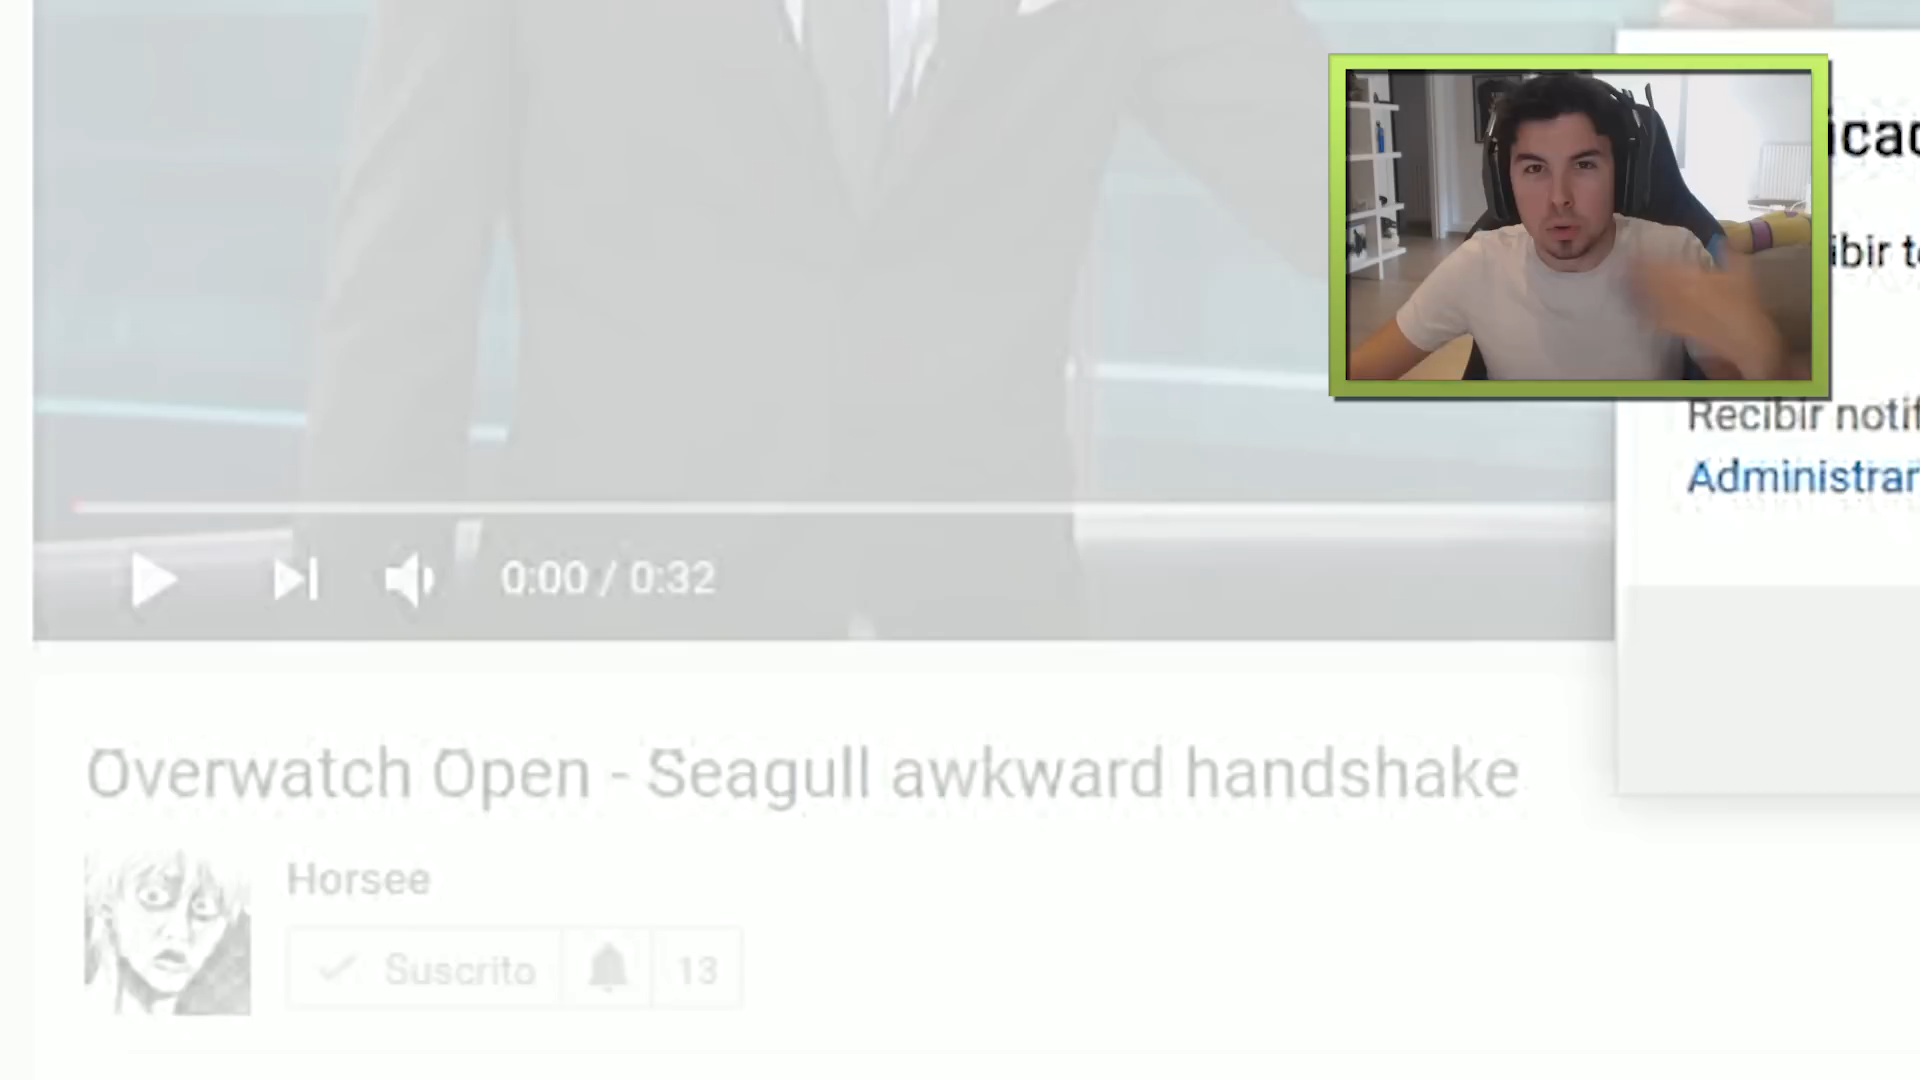 Recibir notif
Administrar
0:00 / 0:32
Overwatch Open - Seagull awkward handshake
Horsee
Suscrito 13